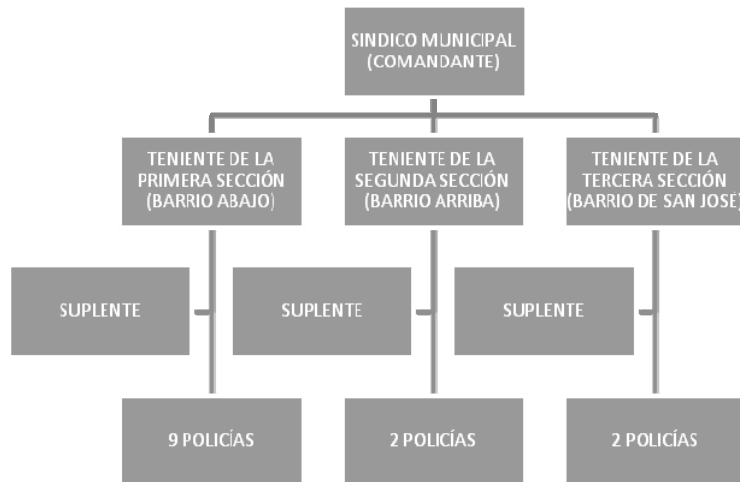 SINDICO MUNICIPAL
(COMANDANTE)
TENIENTE DE LA
PRIMERA SECCIÓN
(BARRIO ABAJO)
TENIENTE DE LA
SEGUNDA SECCIÓN
(BARRIO ARRIBA)
TENIENTE DE LA
TERCERA SECCIÓN
(BARRIO DE SAN JOSÉ)
SUPLENTE
SUPLENTE
SUPLENTE
9 POLICÍAS
2 POLICÍAS
2 POLICÍAS